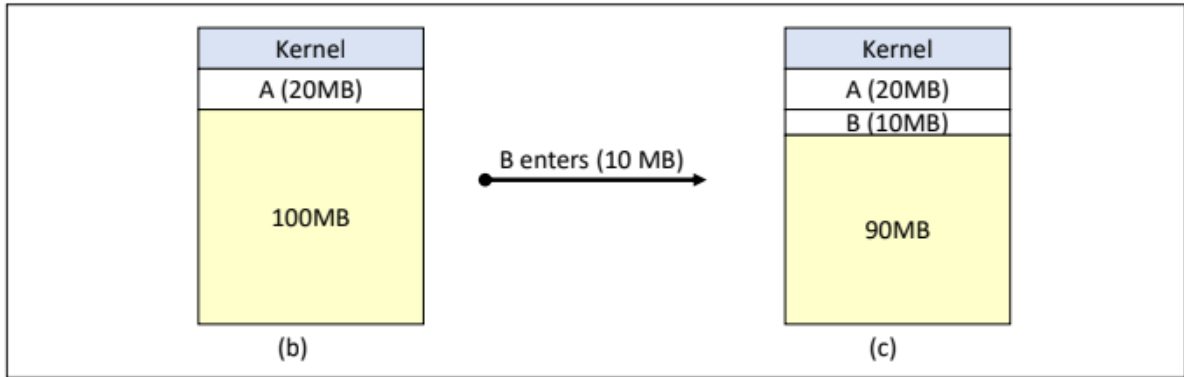 Kernel
A (20MB)
100MB
(b)
B enters (10 MB)
Kernel
A (20MB)
B (10MB)
90MB
(c)